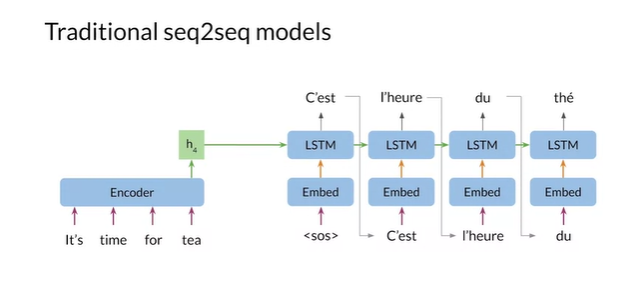 Traditional seq2seq models
C'est l'heure du thé
h4 LSTM LSTM LSTM LSTM
Encoder Embed Embed Embed Embed
It's time for tea <sos> C'est l'heure du